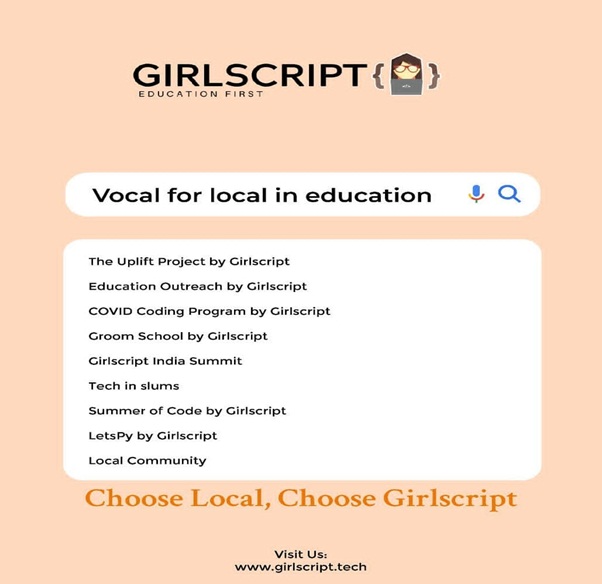 GIRLSCRIPT { }
EDUCATION FIRST
Vocal for local in education
The Uplift Project by Girlscript
Education Outreach by Girlscript
COVID Coding Program by Girlscript
Groom School by Girlscript
Girlscript India Summit
Tech in slums
Summer of Code by Girlscript
LetsPy by Girlscript
Local Community
Choose Local, Choose Girlscript
Visit Us:
www.girlscript.tech